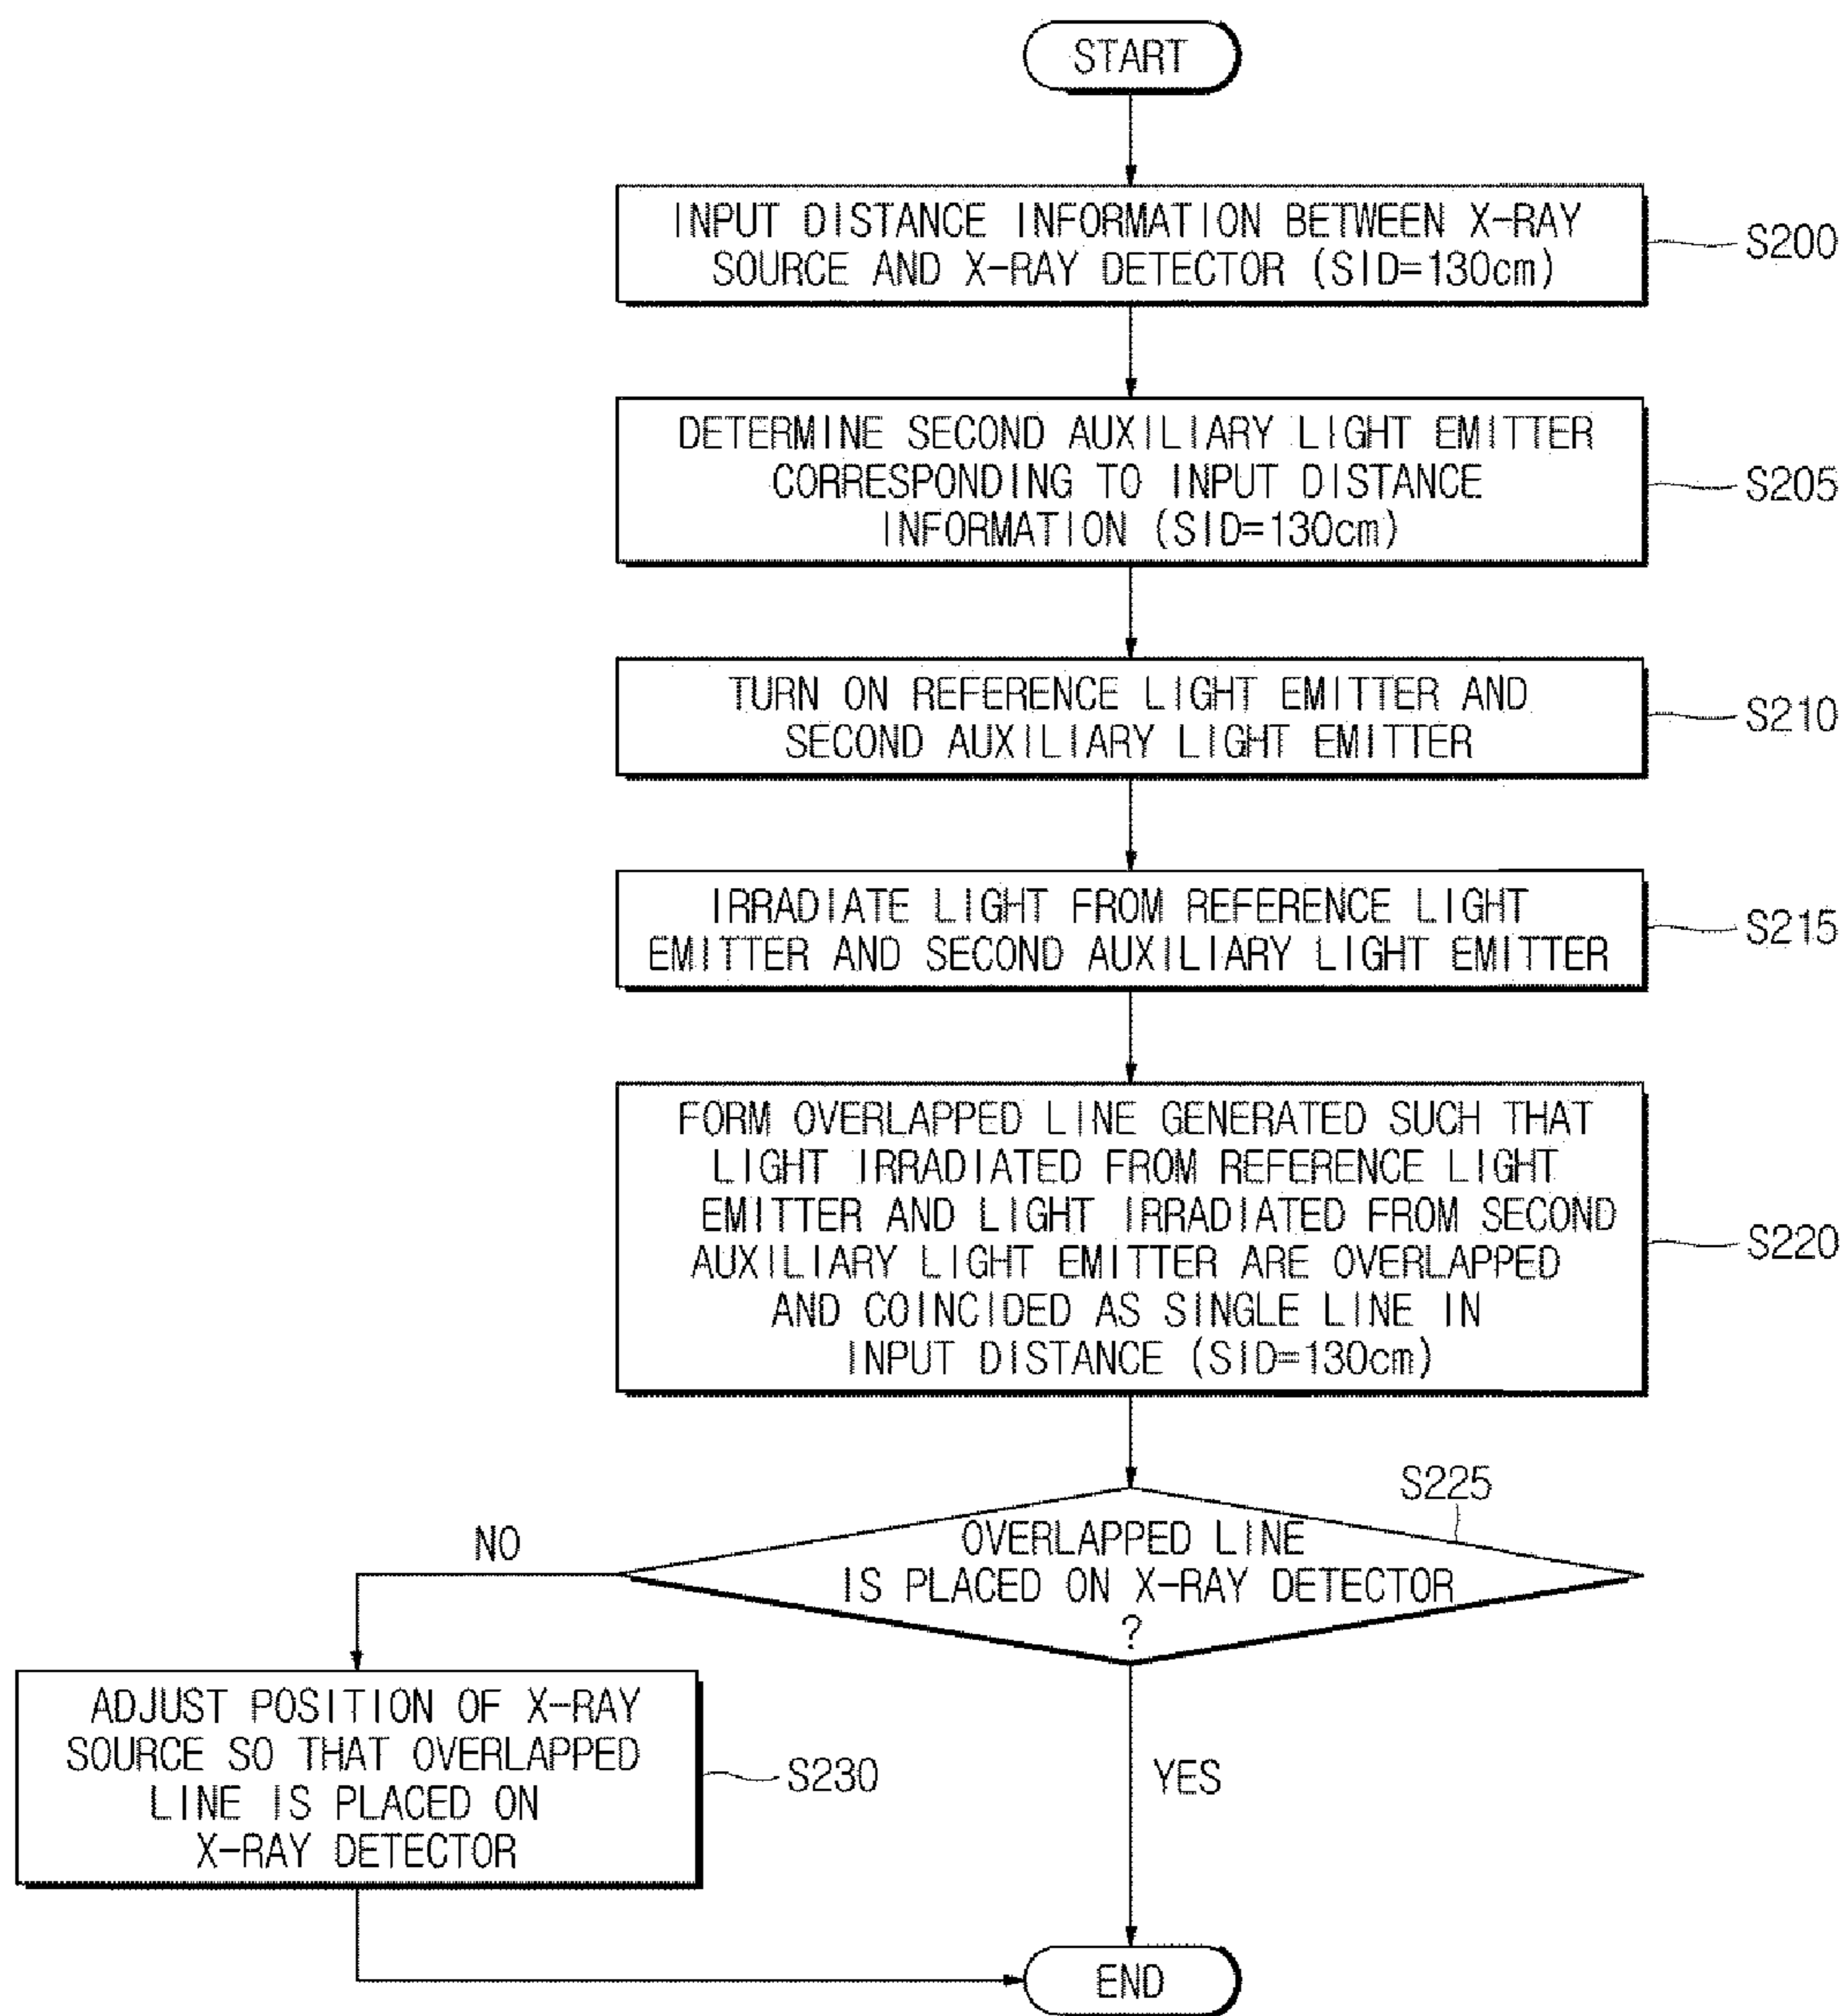 START
INPUT DISTANCE INFORMATION BETWEEN X-RAY
SOURCE AND X-RAY DETECTOR (SID=130cm)
S200
DETERMINE SECOND AUXILIARY LIGHT EMITTER
CORRESPONDING TO INPUT DISTANCE
INFORMATION (SID=130cm)
S205
TURN ON REFERENCE LIGHT EMITTER AND
SECOND AUXILIARY LIGHT EMITTER
S210
IRRADIATE LIGHT FROM REFERENCE LIGHT
EMITTER AND SECOND AUXILIARY LIGHT EMITTER
S215
FORM OVERLAPPED LINE GENERATED SUCH THAT
LIGHT IRRADIATED FROM REFERENCE LIGHT
EMITTER AND LIGHT IRRADIATED FROM SECOND
AUXILIARY LIGHT EMITTER ARE OVERLAPPED
AND COINCIDED AS SINGLE LINE IN
INPUT DISTANCE (SID=130cm)
S220
S225
OVERLAPPED LINE
IS PLACED ON X-RAY DETECTOR
?
NO
ADJUST POSITION OF X-RAY
SOURCE SO THAT OVERLAPPED
LINE IS PLACED ON
X-RAY DETECTOR
S230
YES
END